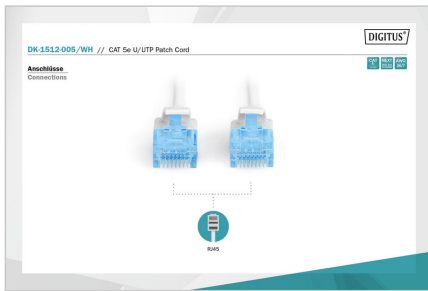 DIGITUS®
DK-1512-005/WH // CAT 5e U/UTP Patch Cord
Anschlüsse
Connections
RJ45